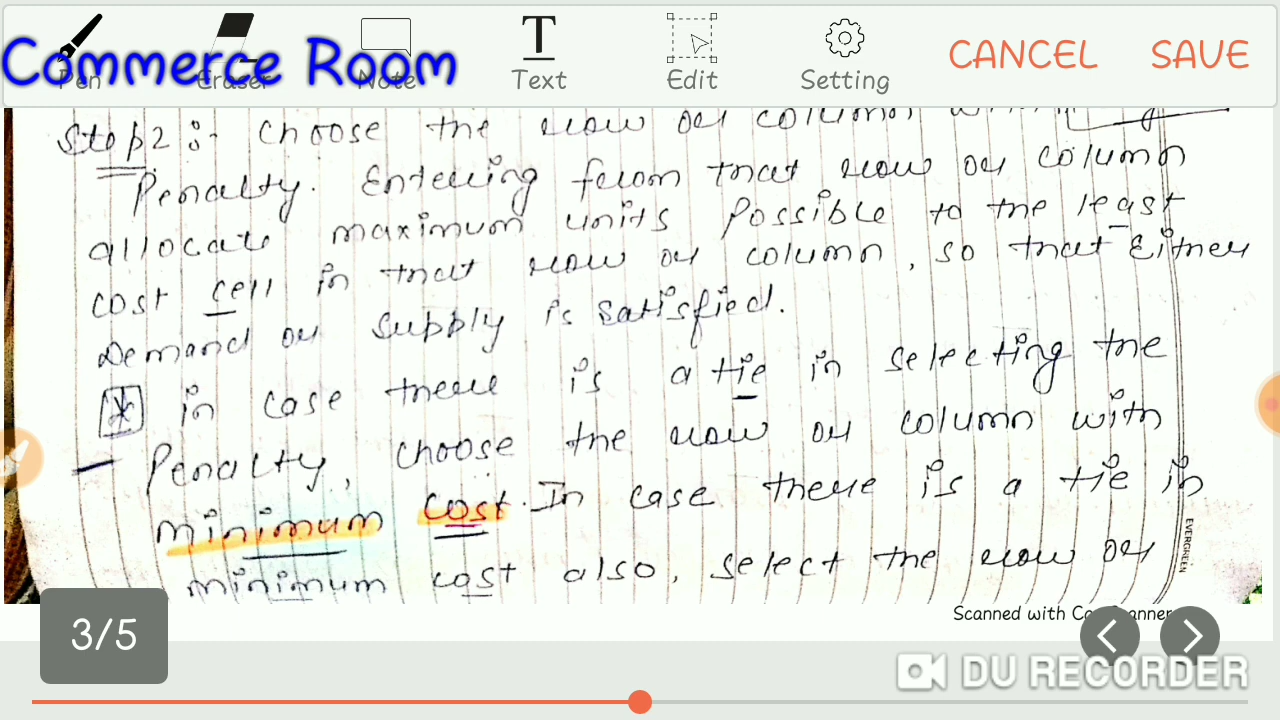 Commerce Room
Pen Eraser Note Text Edit Setting CANCEL SAVE
Step2 :- choose the row or column with
Penalty. Entering from that row or column
allocate maximum units possible to the least
cost cell in that row or column, so that Either
Demand or supply is satisfied.
* in case there is a tie in selecting the
- Penalty, choose the row or column with
minimum cost. In case there is a tie in
minimum cost also, select the row or
EVERGREEN
Scanned with CamScanner
3/5
DU RECORDER